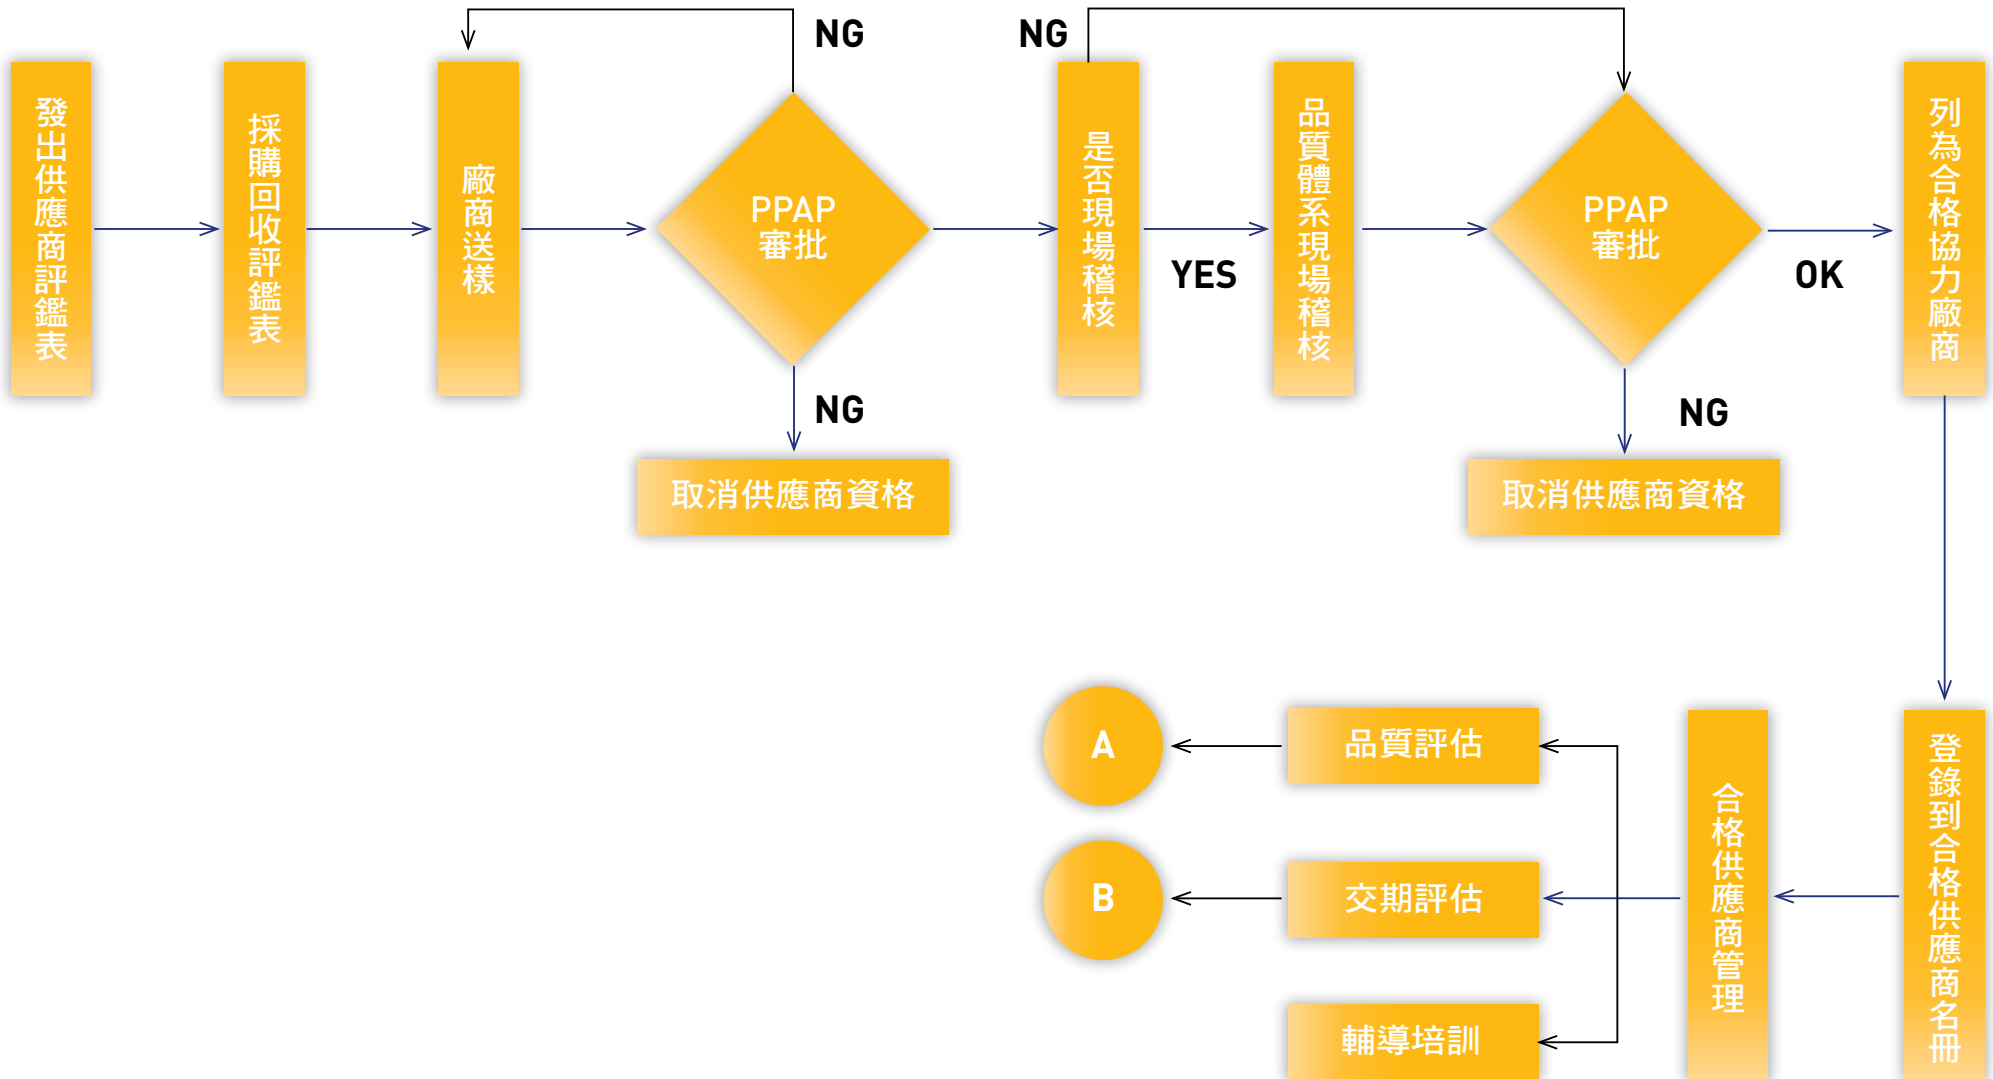 NG
NG
發出供應商評鑑表
採購回收評鑑表
廠商送樣
PPAP
審批
是否現場稽核
YES
品質體系現場稽核
PPAP
審批
OK
列為合格協力廠商
NG
取消供應商資格
NG
取消供應商資格
A
品質評估
B
交期評估
輔導培訓
合格供應商管理
登錄到合格供應商名冊